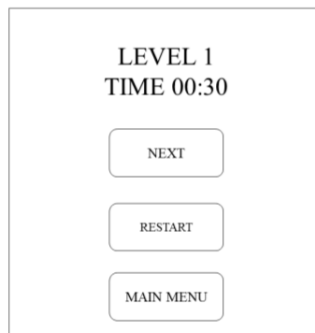 LEVEL 1
TIME 00:30
NEXT
RESTART
MAIN MENU